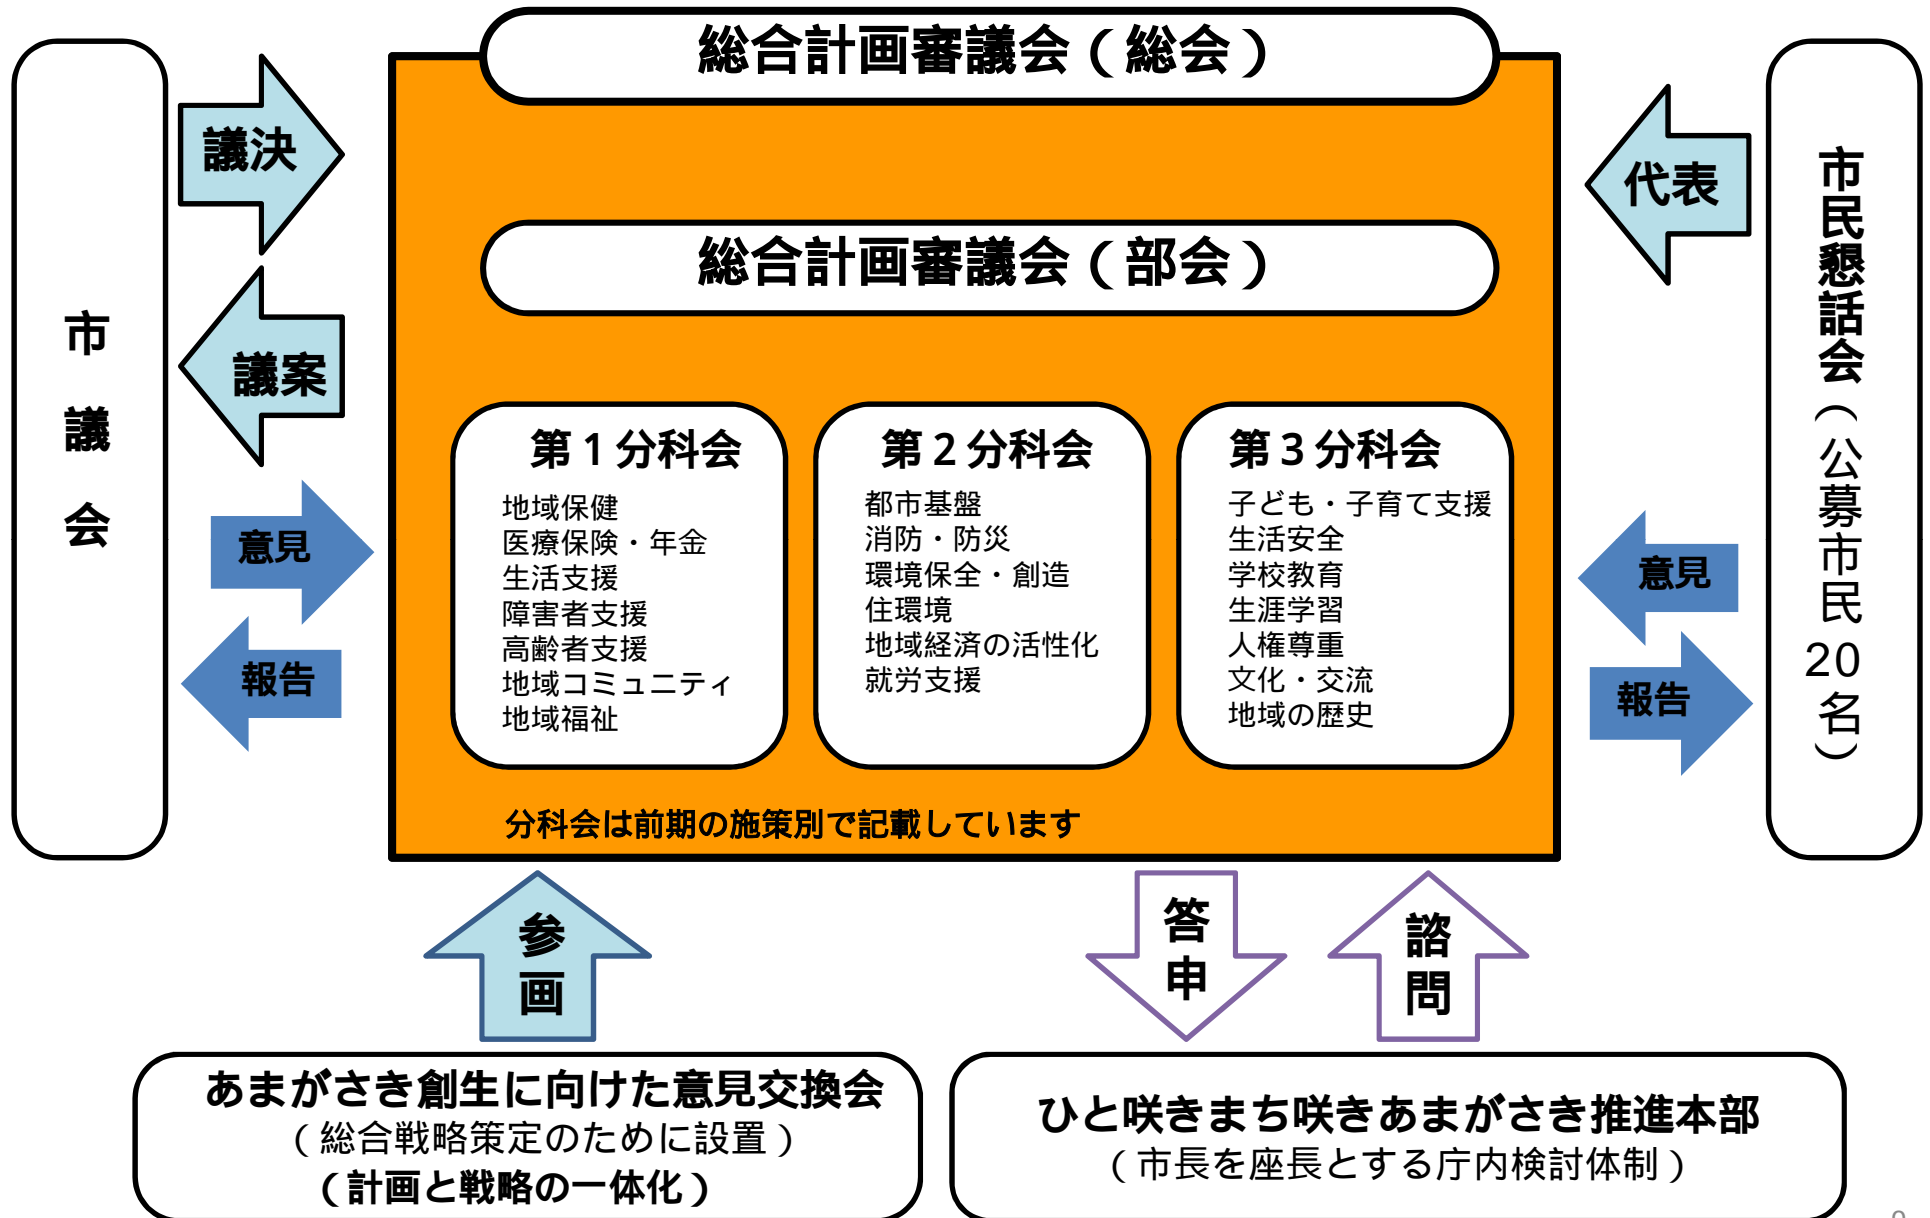 総合計画審議会（総会）
市議会
議決
議案
意見
報告
総合計画審議会（部会）
第1分科会
地域保健
医療保険・年金
生活支援
障害者支援
高齢者支援
地域コミュニティ
地域福祉
第2分科会
都市基盤
消防・防災
環境保全・創造
住環境
地域経済の活性化
就労支援
第3分科会
子ども・子育て支援
生活安全
学校教育
生涯学習
人権尊重
文化・交流
地域の歴史
分科会は前期の施策別で記載しています
代表
意見
報告
市民懇話会（公募市民20名）
参画
答申
諮問
あまがさき創生に向けた意見交換会
（総合戦略策定のために設置）
（計画と戦略の一体化）
ひと咲きまち咲きあまがさき推進本部
（市長を座長とする庁内検討体制）